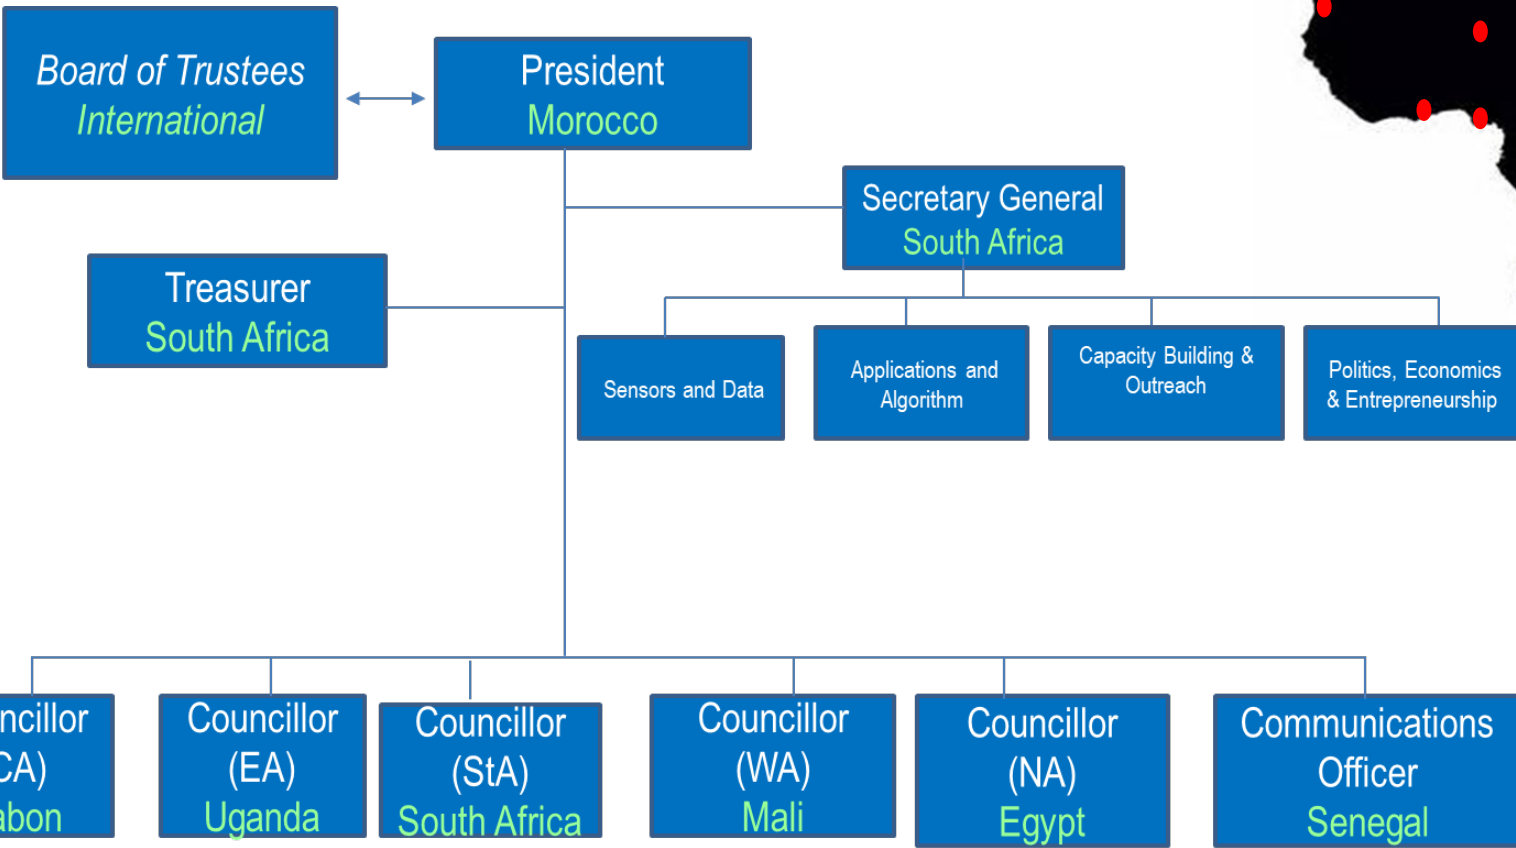 Board of Trustees
International
President
Morocco
Secretary General
South Africa
Treasurer
South Africa
Sensors and Data
Applications and
Algorithm
Capacity Building &
Outreach
Politics, Economics
& Entrepreneurship
Councillor
(EA)
Uganda
Councillor
(StA)
South Africa
Councillor
(WA)
Mali
Councillor
(NA)
Egypt
Communications
Officer
Senegal